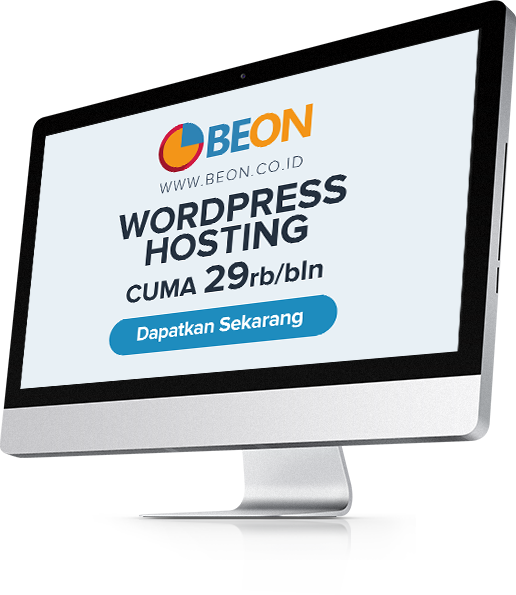 BEON
WWW.BEON.CO.ID
WORDPRESS
HOSTING
CUMA 29rb/bln
Dapatkan Sekarang